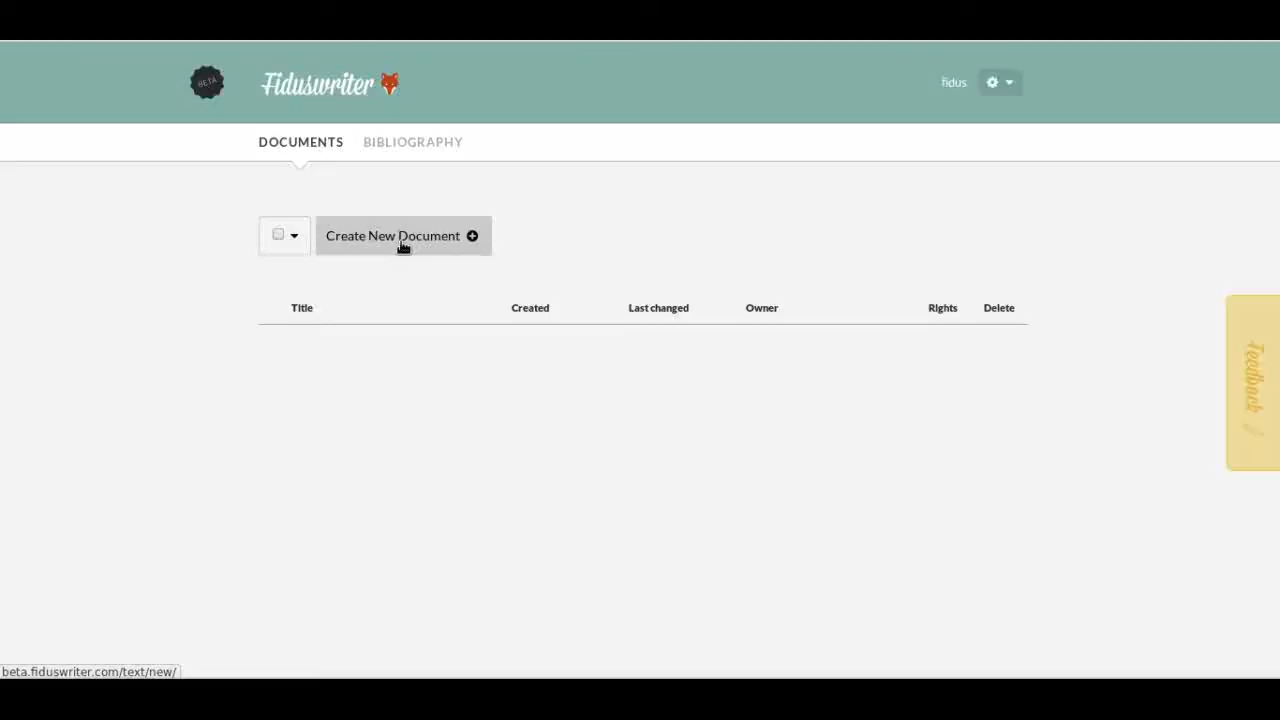 BETA
Fiduswriter
fidus
DOCUMENTS BIBLIOGRAPHY
Create New Document
Title Created Last changed Owner Rights Delete
Feedback
beta.fiduswriter.com/text/new/